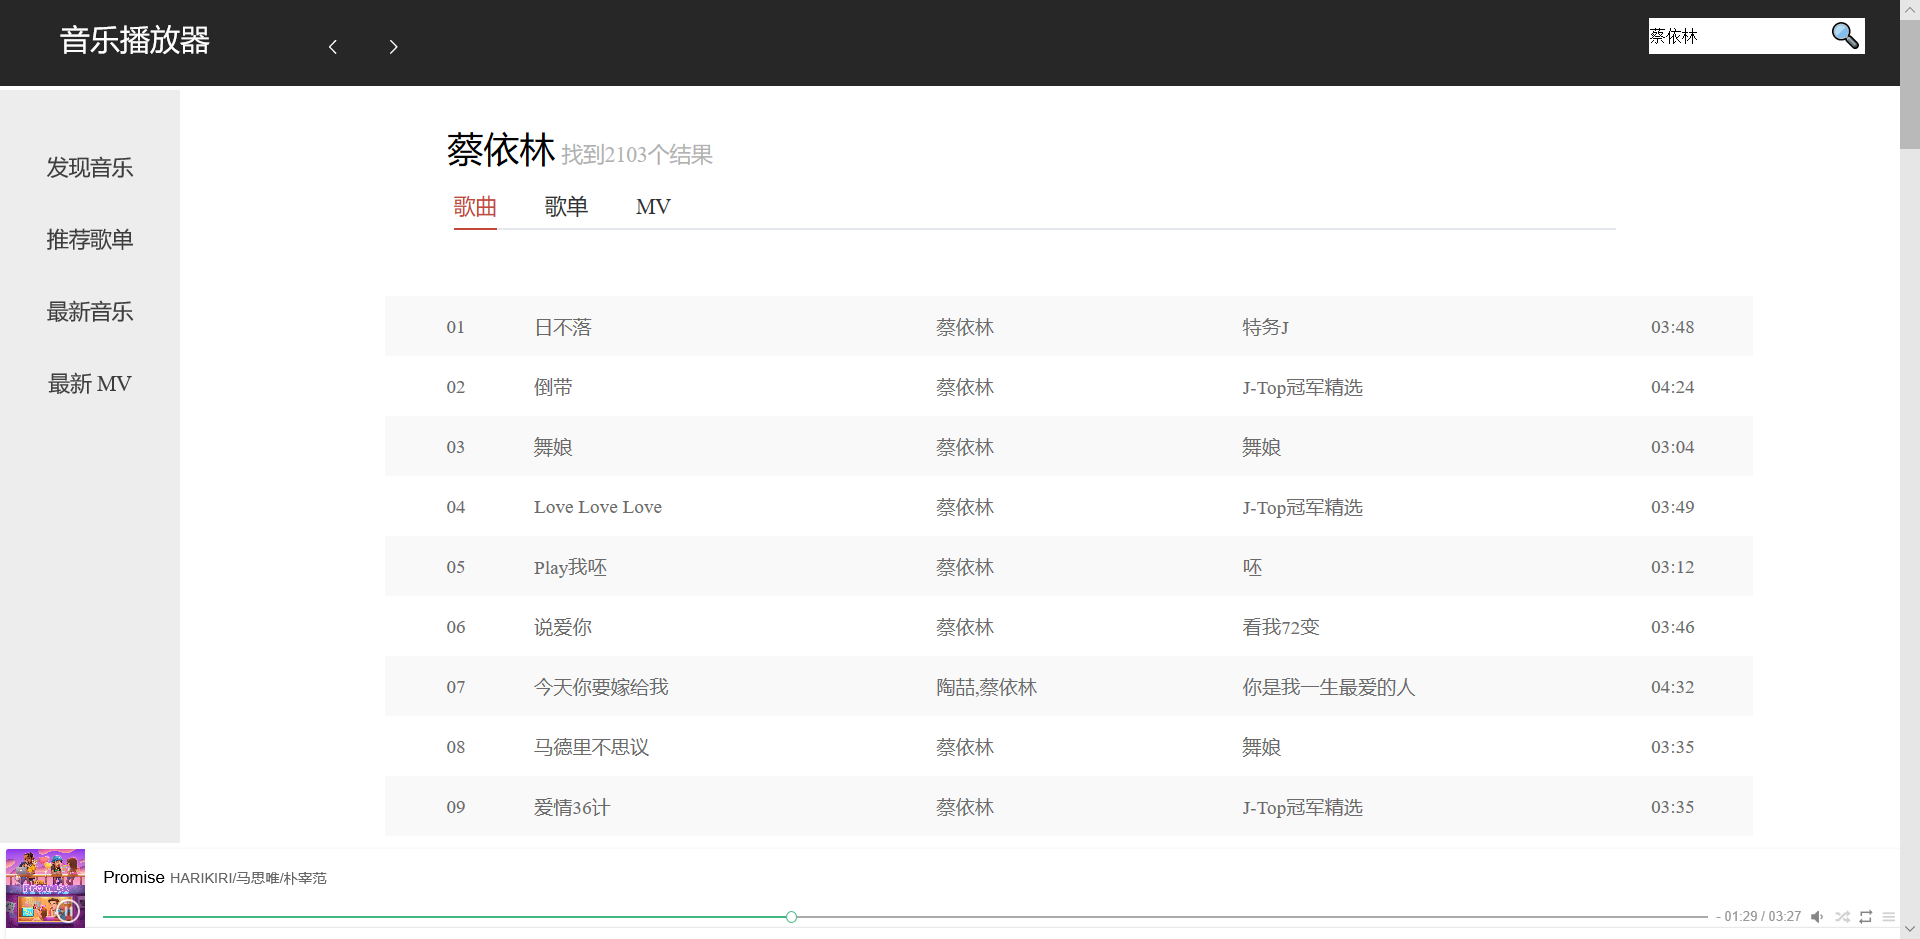 音乐播放器
蔡依林
发现音乐
推荐歌单
最新音乐
最新 MV
蔡依林 找到2103个结果
歌曲 歌单 MV
01 日不落 蔡依林 特务J 03:48
02 倒带 蔡依林 J-Top冠军精选 04:24
03 舞娘 蔡依林 舞娘 03:04
04 Love Love Love 蔡依林 J-Top冠军精选 03:49
05 Play我呸 蔡依林 呸 03:12
06 说爱你 蔡依林 看我72变 03:46
07 今天你要嫁给我 陶喆,蔡依林 你是我一生最爱的人 04:32
08 马德里不思议 蔡依林 舞娘 03:35
09 爱情36计 蔡依林 J-Top冠军精选 03:35
Promise HARIKIRI/马思唯/朴宰范
- 01:29 / 03:27